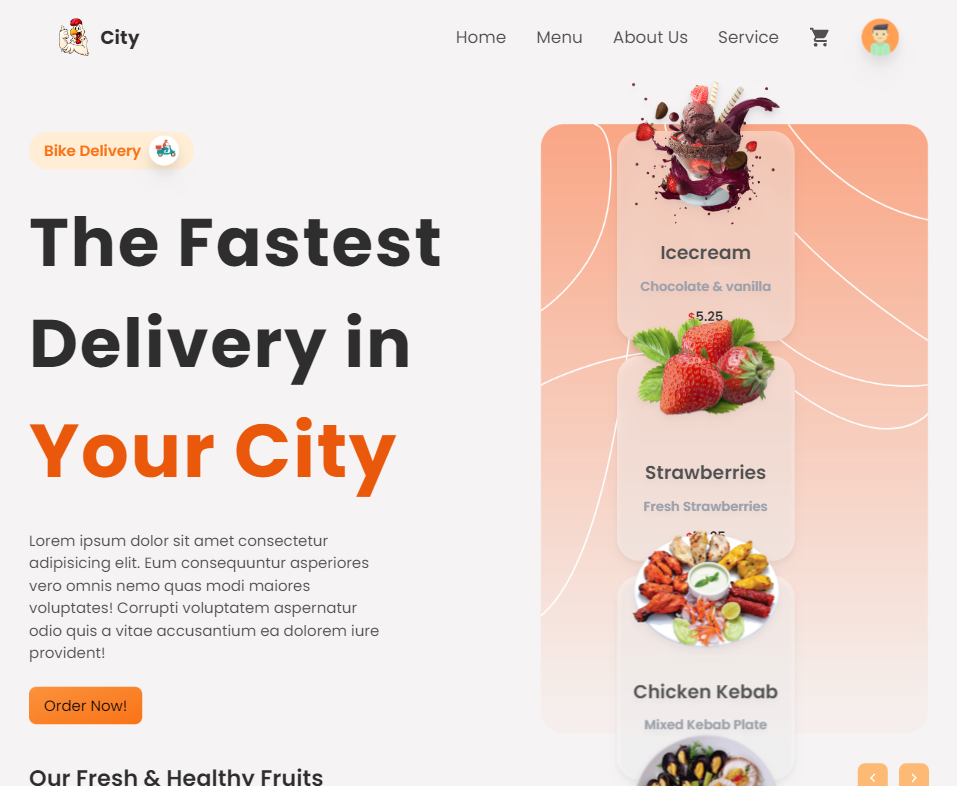 City
Home
Menu
About Us
Service
Bike Delivery
The Fastest
Delivery in
Your City
Lorem ipsum dolor sit amet consectetur
adipisicing elit. Eum consequuntur asperiores
vero omnis nemo quas modi maiores
voluptates! Corrupti voluptatem aspernatur
odio quis a vitae accusantium ea dolorem iure
provident!
Order Now!
Icecream
Chocolate & vanilla
$5.25
Strawberries
Fresh Strawberries
Chicken Kebab
Mixed Kebab Plate
Our Fresh & Healthy Fruits